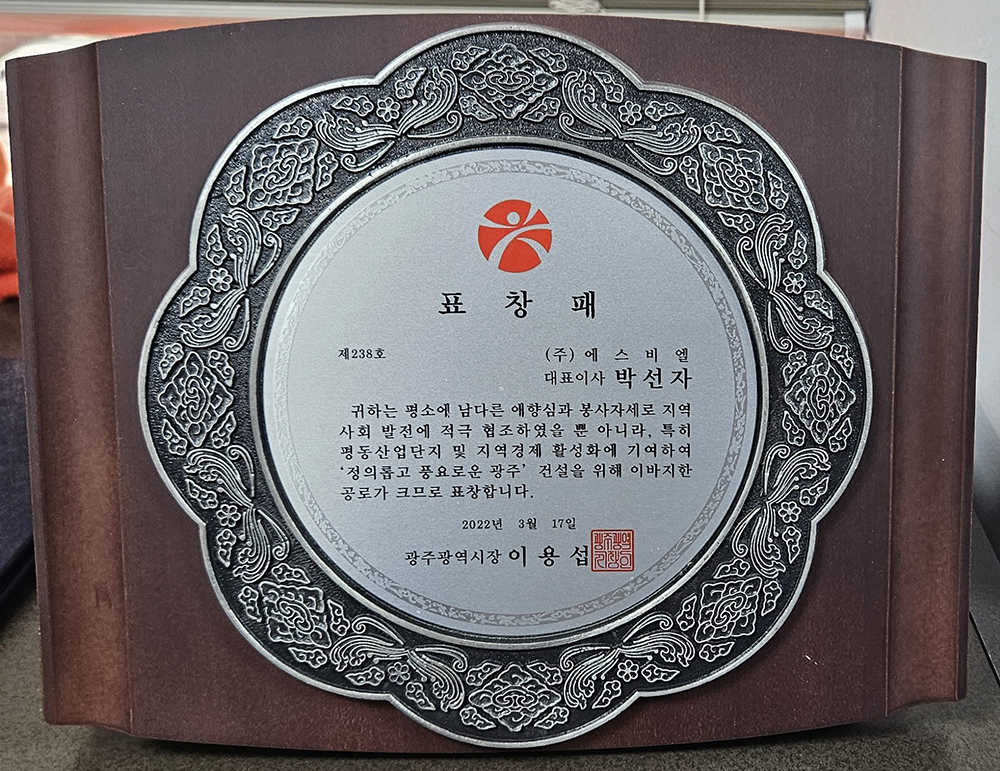 표창패
제238호
(주)에스비엘
대표이사 박선자
귀하는 평소에 남다른 애향심과 봉사자세로 지역
사회 발전에 적극 협조하였을 뿐 아니라, 특히
평동산업단지 및 지역경제 활성화에 기여하여
‘정의롭고 풍요로운 광주’ 건설을 위해 이바지한
공로가 크므로 표창합니다.
2022년 3월 17일
광주광역시장 이용섭